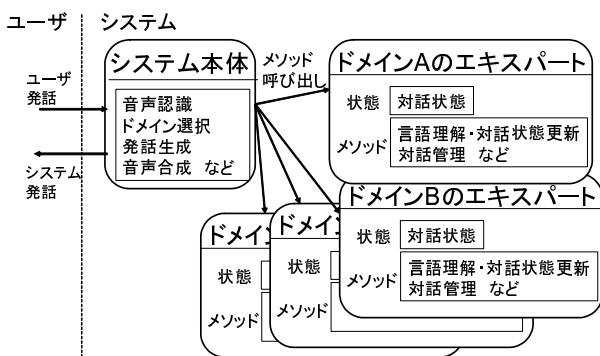 ユーザ
システム
ユーザ
発話
システム
発話
システム本体
音声認識
ドメイン選択
発話生成
音声合成 など
メソッド
呼び出し
ドメインAのエキスパート
状態 対話状態
メソッド 言語理解・対話状態更新
対話管理 など
ドメインBのエキスパート
状態 対話状態
メソッド 言語理解・対話状態更新
対話管理 など
ドメイン
状態
メソッド
ドメイン
状態
メソッド